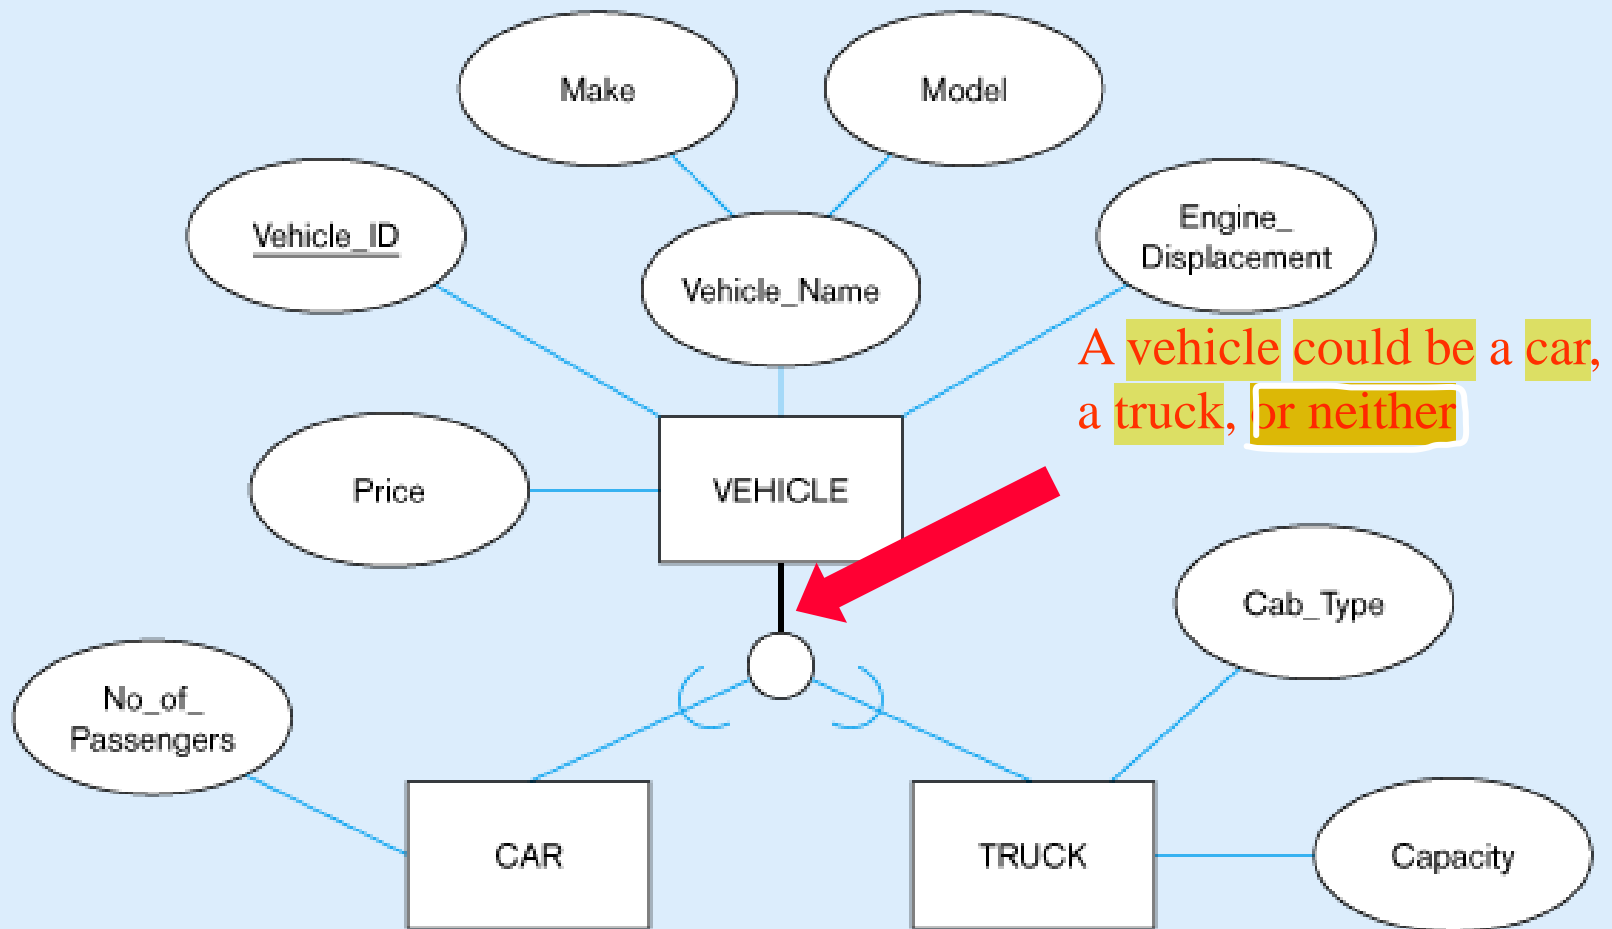 Make
Model
Vehicle_ID
Engine_
Displacement
Vehicle_Name
A vehicle could be a car,
a truck, or neither
Price
VEHICLE
Cab_Type
No_of_
Passengers
CAR
TRUCK
Capacity